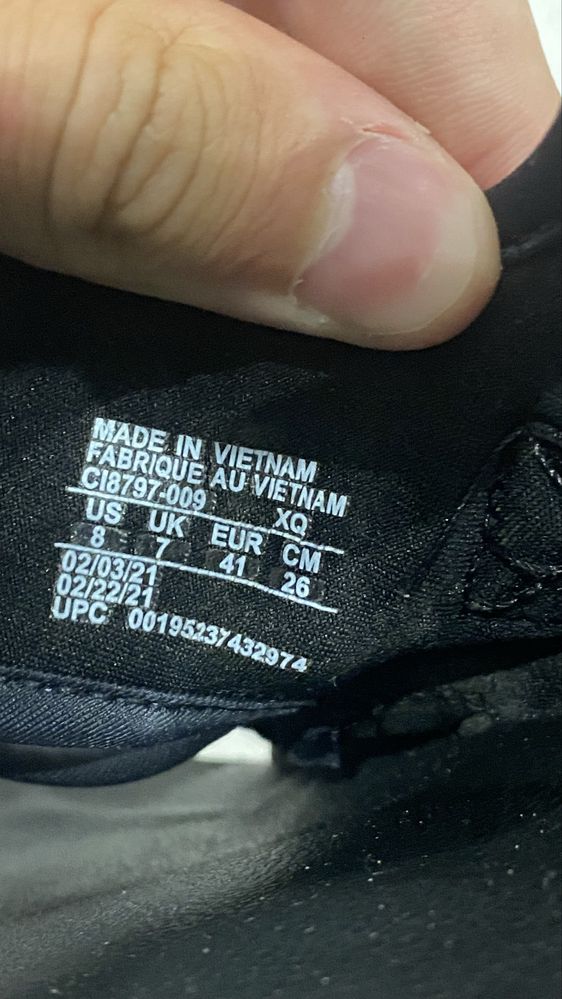 MADE IN VIETNAM
FABRIQUE AU VIETNAM
CI8797-009 XQ
US UK EUR CM
8 7 41 26
02/03/21
02/22/21
UPC 00195237432974